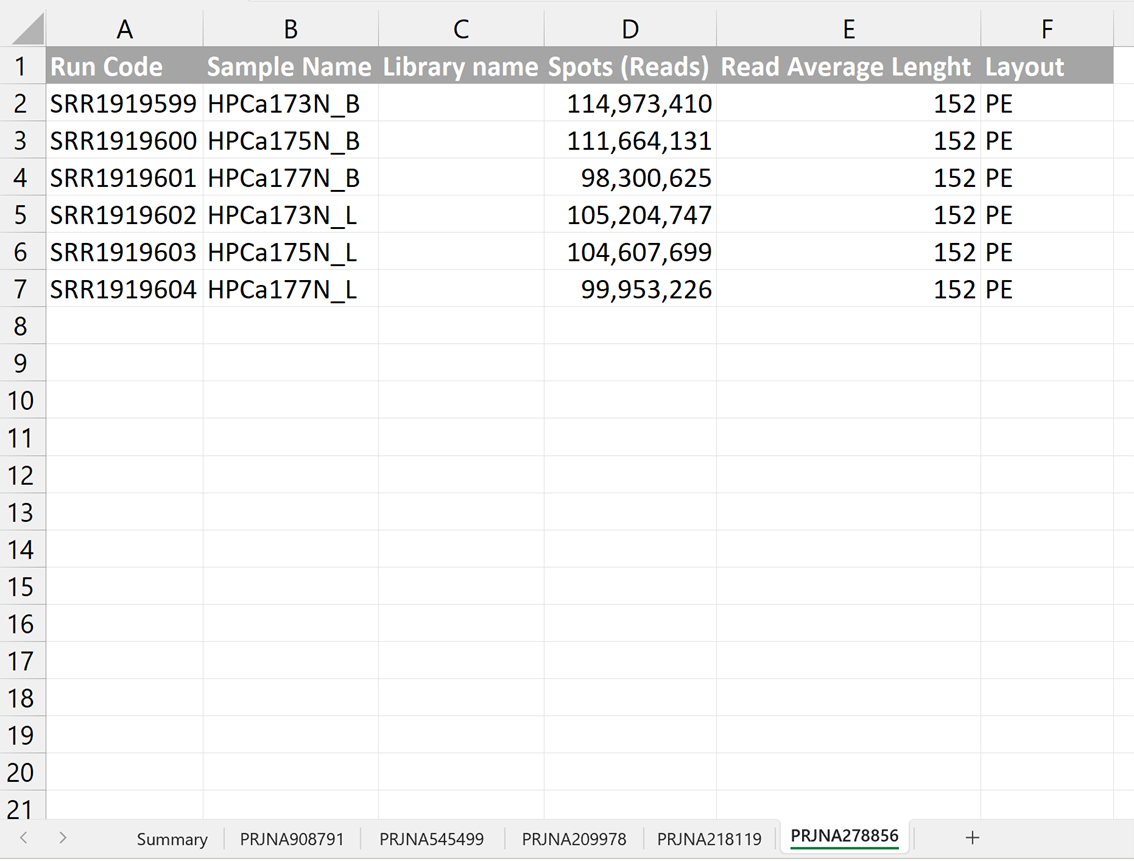 A B C D E F
1 Run Code Sample Name Library name Spots (Reads) Read Average Lenght Layout
2 SRR1919599 HPCa173N_B 114,973,410 152 PE
3 SRR1919600 HPCa175N_B 111,664,131 152 PE
4 SRR1919601 HPCa177N_B 98,300,625 152 PE
5 SRR1919602 HPCa173N_L 105,204,747 152 PE
6 SRR1919603 HPCa175N_L 104,607,699 152 PE
7 SRR1919604 HPCa177N_L 99,953,226 152 PE
8
9
10
11
12
13
14
15
16
17
18
19
20
21
Summary PRJNA908791 PRJNA545499 PRJNA209978 PRJNA218119 PRJNA278856